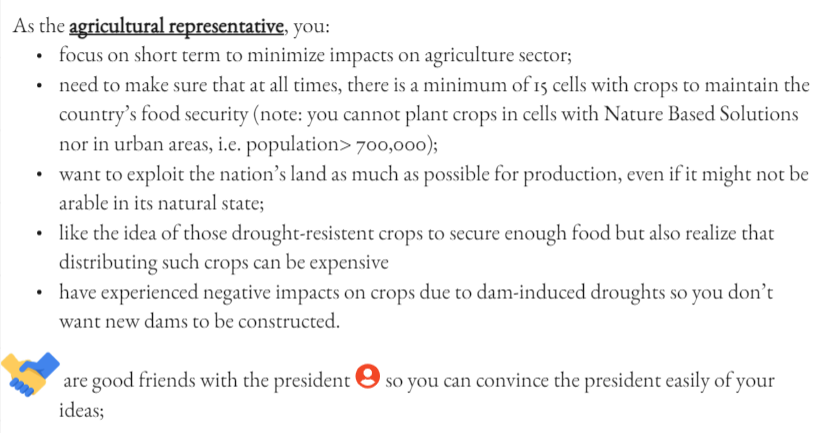 As the agricultural representative, you:
• focus on short term to minimize impacts on agriculture sector;
• need to make sure that at all times, there is a minimum of 15 cells with crops to maintain the
country's food security (note: you cannot plant crops in cells with Nature Based Solutions
nor in urban areas, i.e. population> 700,000);
• want to exploit the nation's land as much as possible for production, even if it might not be
arable in its natural state;
• like the idea of those drought-resistent crops to secure enough food but also realize that
distributing such crops can be expensive
• have experienced negative impacts on crops due to dam-induced droughts so you don't
want new dams to be constructed.
are good friends with the president so you can convince the president easily of your
ideas;